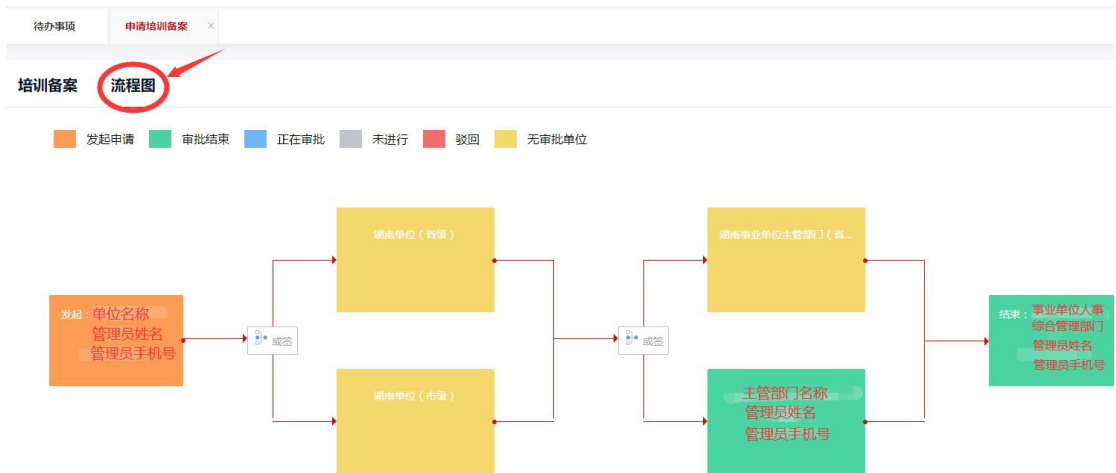 待办事项
申请培训备案 ×
培训备案
流程图
发起申请
审批结束
正在审批
未进行
驳回
无审批单位
湖南单位（省级）
湖南事业单位主管部门（省...
发起：单位名称
管理员姓名
管理员手机号
或签
或签
结束：事业单位人事
综合管理部门
管理员姓名
管理员手机号
湖南单位（市级）
主管部门名称
管理员姓名
管理员手机号